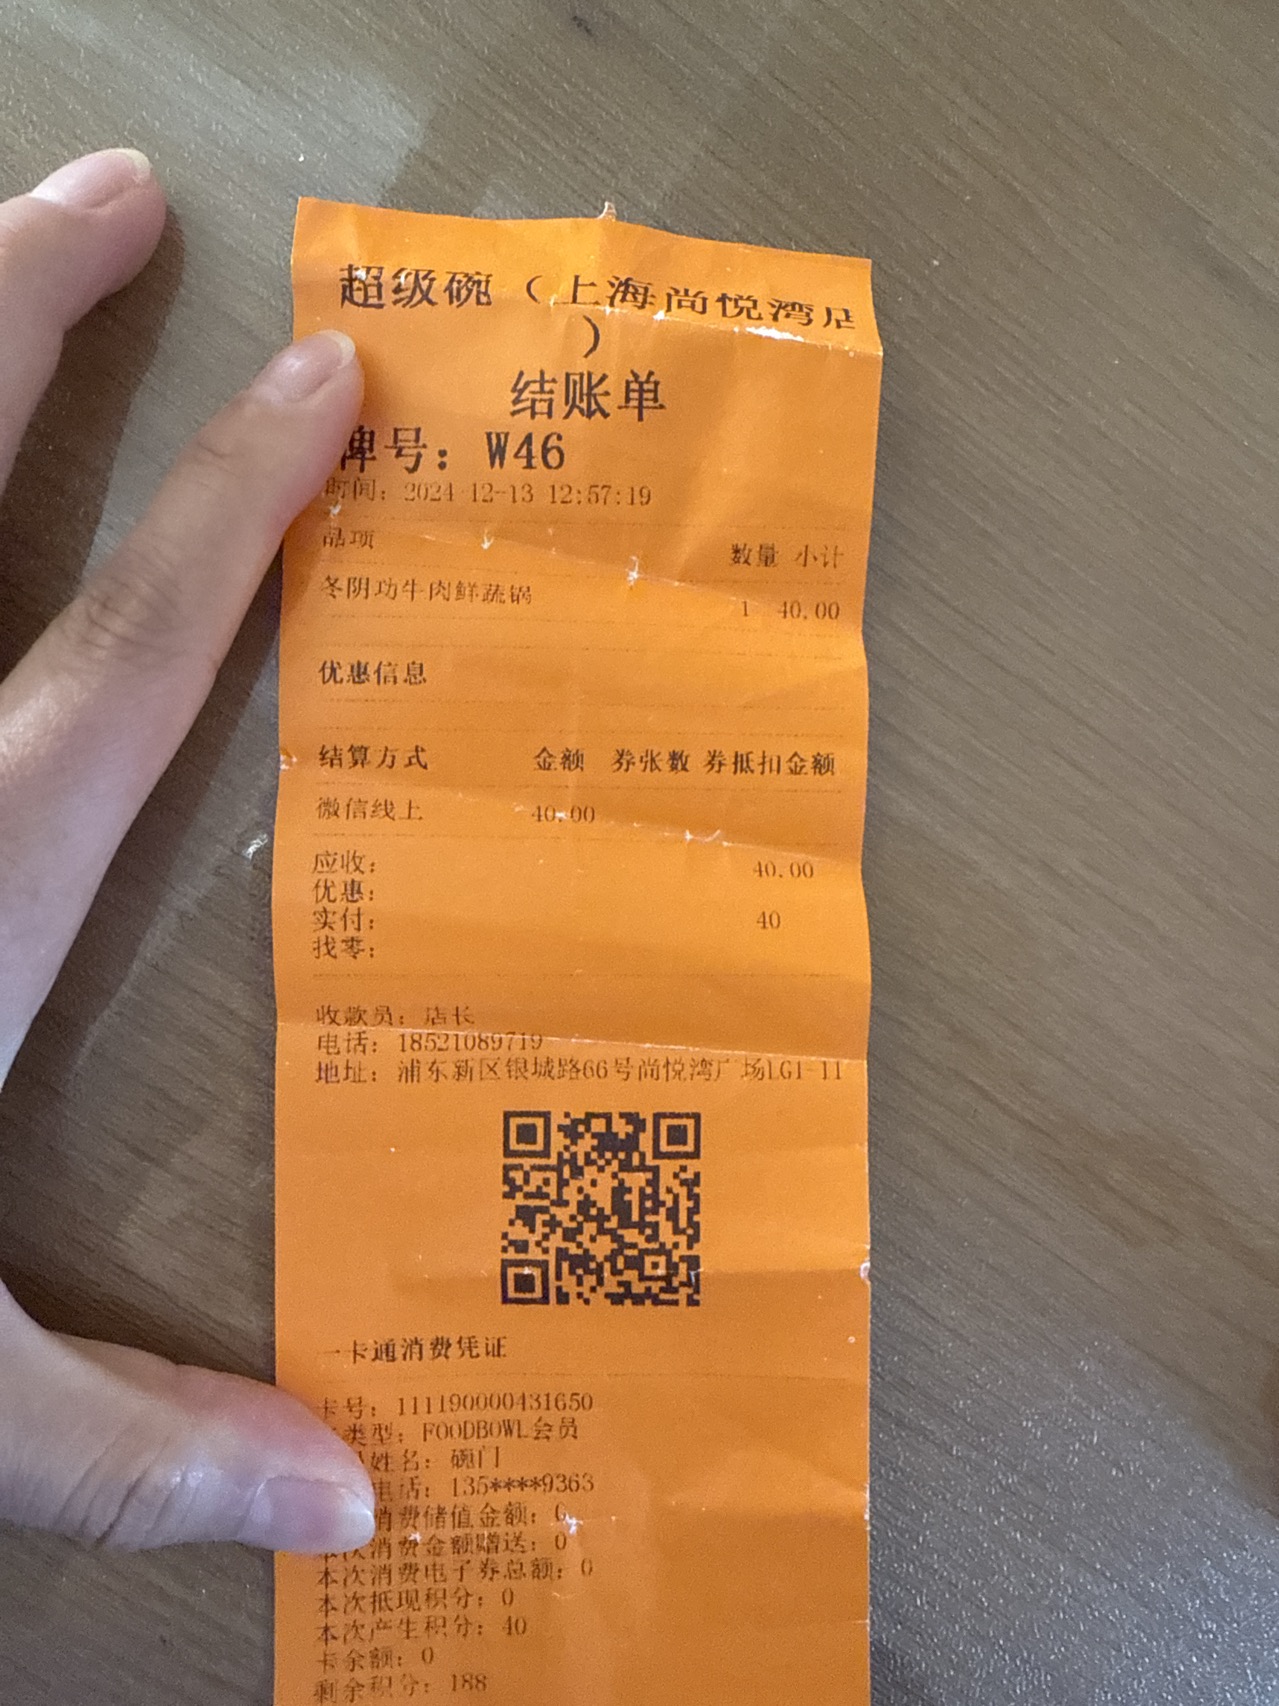 超级碗（上海尚悦湾店
）
结账单
牌号：W46
时间：2024-12-13 12:57:19
品项 数量 小计
冬阴功牛肉鲜蔬锅 1 40.00
优惠信息
结算方式 金额 券张数 券抵扣金额
微信线上 40.00
应收： 40.00
优惠：
实付： 40
找零：
收款员：店长
电话：18521089719
地址：浦东新区银城路66号尚悦湾广场LG1-11
一卡通消费凭证
卡号：111190000431650
类型：FOODBOWL会员
姓名：碗门
电话：135****9363
消费储值金额：0
本次消费金额赠送：0
本次消费电子券总额：0
本次抵现积分：0
本次产生积分：40
卡余额：0
剩余积分：188